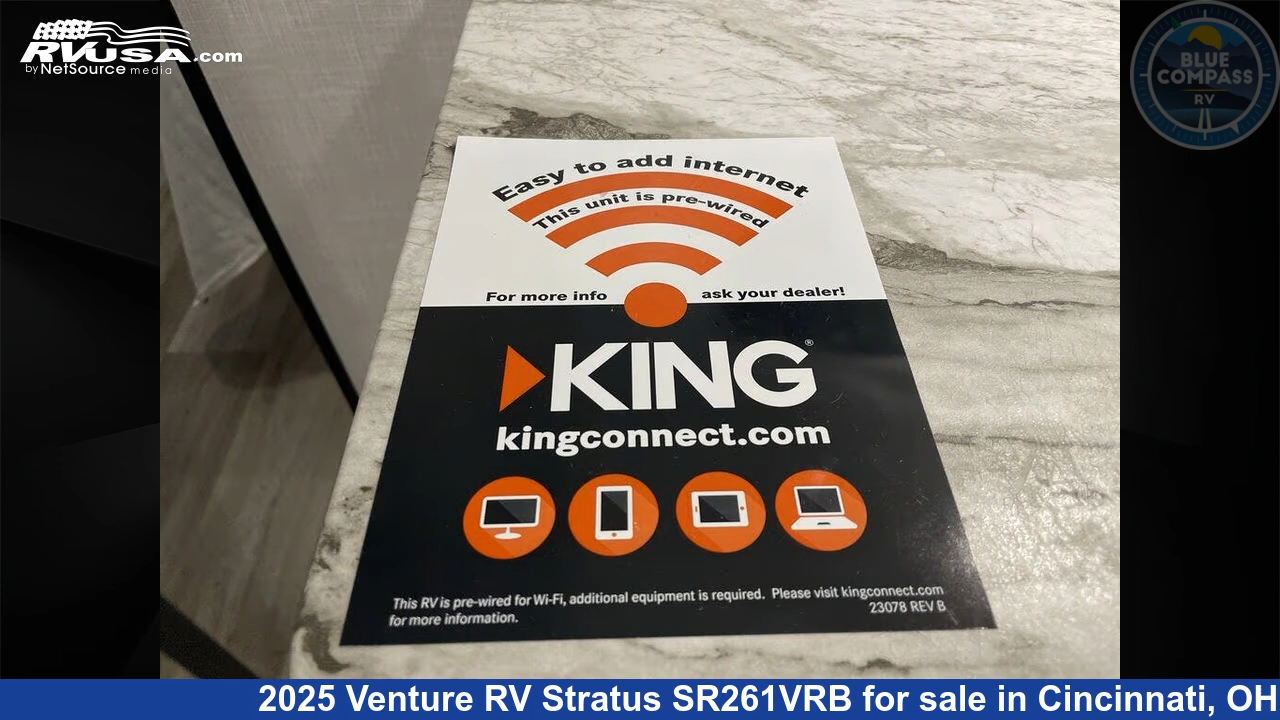 RVUSA.com
by NetSource media
BLUE
COMPASS
RV
Easy to add internet
This unit is pre-wired
For more info ask your dealer!
KING®
kingconnect.com
This RV is pre-wired for Wi-Fi, additional equipment is required. Please visit kingconnect.com
for more information.
23078 REV B
2025 Venture RV Stratus SR261VRB for sale in Cincinnati, OH